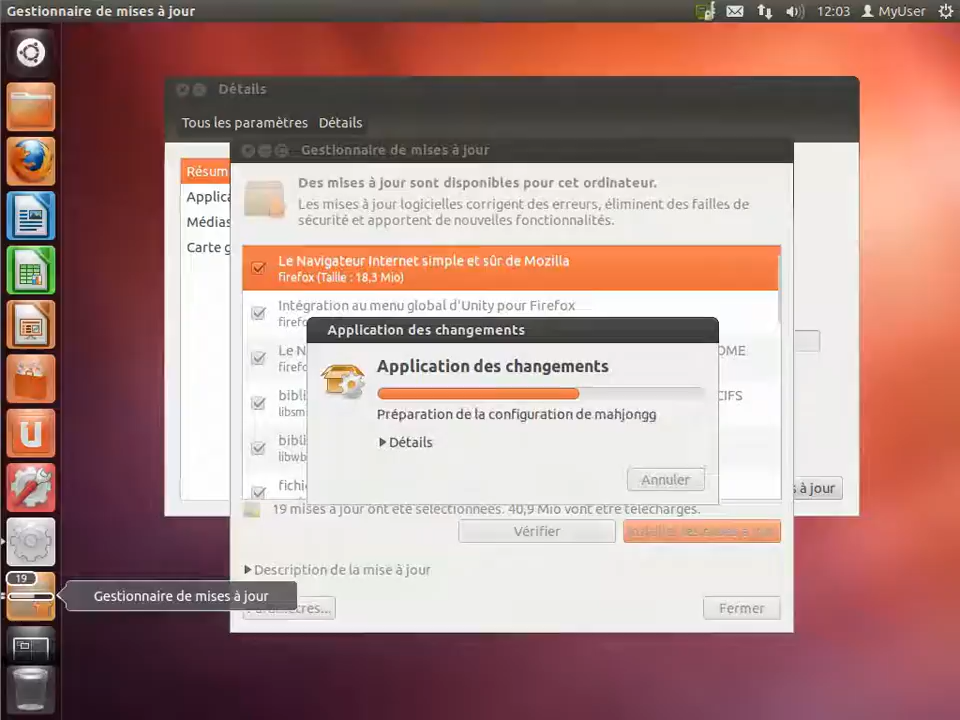 Gestionnaire de mises à jour
12:03 MyUser
Détails
Tous les paramètres Détails
Gestionnaire de mises à jour
Résum
Applica
Médias
Carte g
Des mises à jour sont disponibles pour cet ordinateur.
Les mises à jour logicielles corrigent des erreurs, éliminent des failles de
sécurité et apportent de nouvelles fonctionnalités.
Le Navigateur Internet simple et sûr de Mozilla
firefox (Taille : 18,3 Mio)
Intégration au menu global d'Unity pour Firefox
firefo
Le N
OME
firefo
bibli
CIFS
libsm
bibli
libwb
fichie
Application des changements
Application des changements
Préparation de la configuration de mahjongg
Détails
Annuler
s à jour
19 mises à jour ont été sélectionnées. 40,9 Mio vont être téléchargés.
Vérifier
Description de la mise à jour
Fermer
19
Gestionnaire de mises à jour